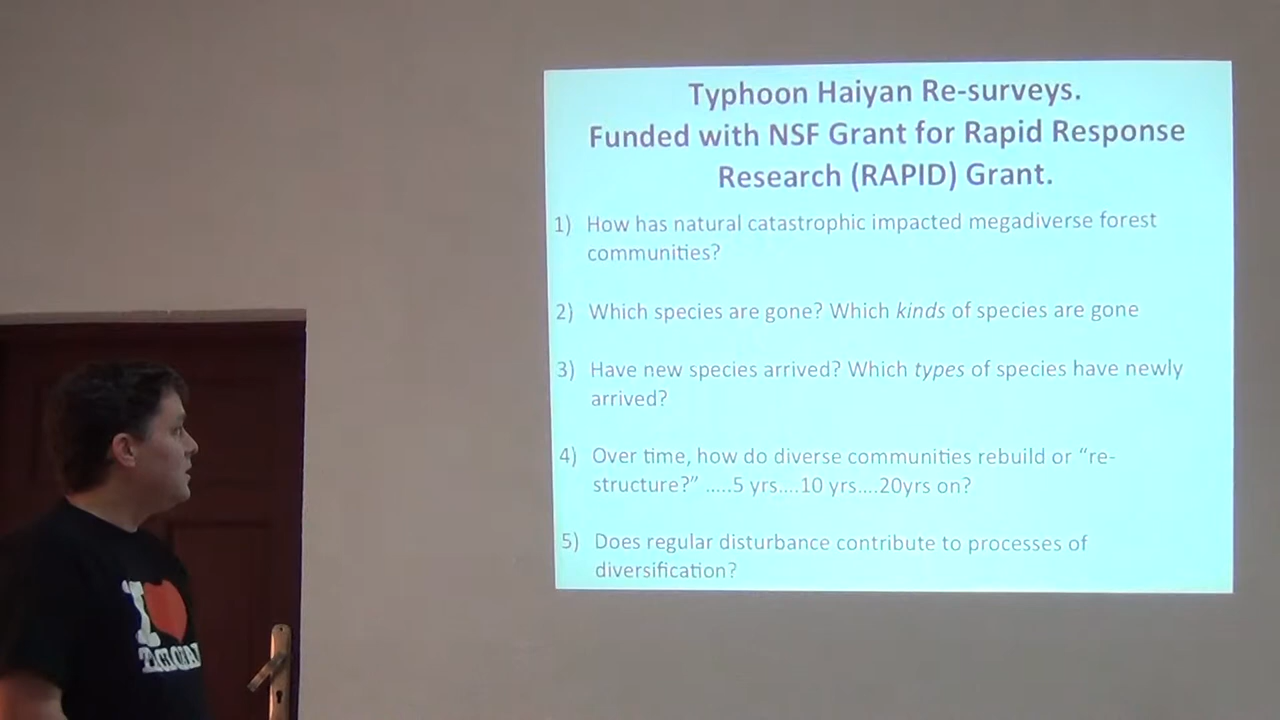 Typhoon Haiyan Re-surveys.
Funded with NSF Grant for Rapid Response
Research (RAPID) Grant.
1) How has natural catastrophic impacted megadiverse forest
communities?
2) Which species are gone? Which kinds of species are gone
3) Have new species arrived? Which types of species have newly
arrived?
4) Over time, how do diverse communities rebuild or “re-
structure?” .....5 yrs....10 yrs....20yrs on?
5) Does regular disturbance contribute to processes of
diversification?
I